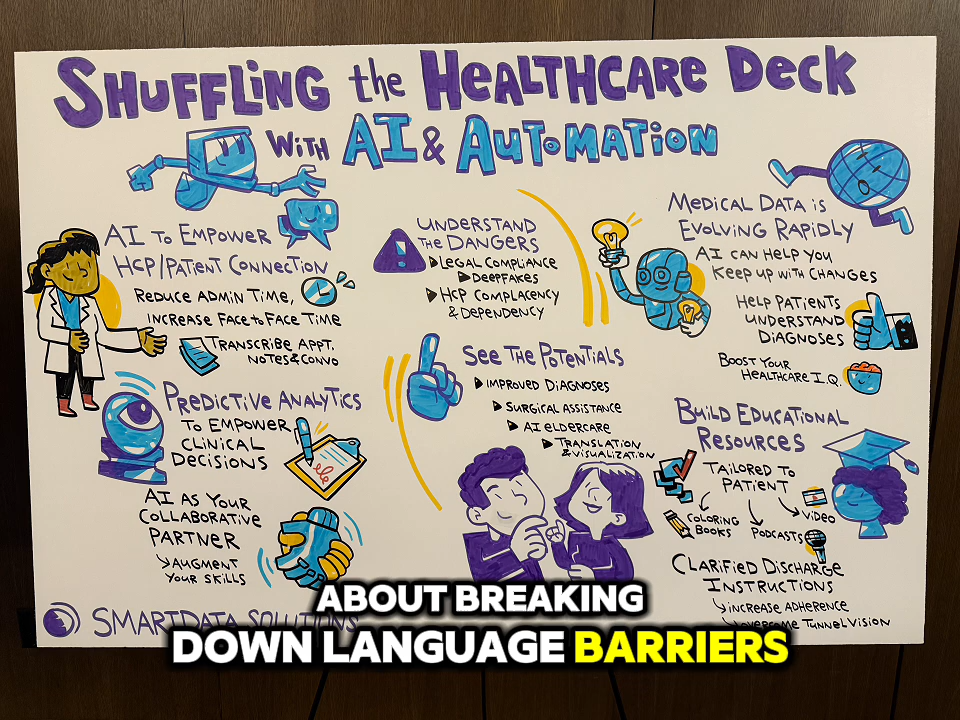 SHUFFLING the HEALTHCARE DECK
WITH AI & AUTOMATION
AI TO EMPOWER
HCP/PATIENT CONNECTION
REDUCE ADMIN TIME,
INCREASE FACE TO FACE TIME
TRANSCRIBE APPT.
NOTES & CONVO
PREDICTIVE ANALYTICS
TO EMPOWER
CLINICAL
DECISIONS
AI AS YOUR
COLLABORATIVE
PARTNER
AUGMENT
YOUR SKILLS
UNDERSTAND
THE DANGERS
LEGAL COMPLIANCE
DEEPFAKES
HCP COMPLACENCY
& DEPENDENCY
SEE THE POTENTIALS
IMPROVED DIAGNOSES
SURGICAL ASSISTANCE
AI ELDERCARE
TRANSLATION
& VISUALIZATION
MEDICAL DATA IS
EVOLVING RAPIDLY
AI CAN HELP YOU
KEEP UP WITH CHANGES
HELP PATIENTS
UNDERSTAND
DIAGNOSES
BOOST YOUR
HEALTHCARE I.Q.
BUILD EDUCATIONAL
RESOURCES
TAILORED TO
PATIENT
COLORING
BOOKS
PODCASTS
VIDEO
CLARIFIED DISCHARGE
INSTRUCTIONS
INCREASE ADHERENCE
OVERCOME TUNNEL VISION
SMARTDATA SOLUTIONS
ABOUT BREAKING
DOWN LANGUAGE BARRIERS